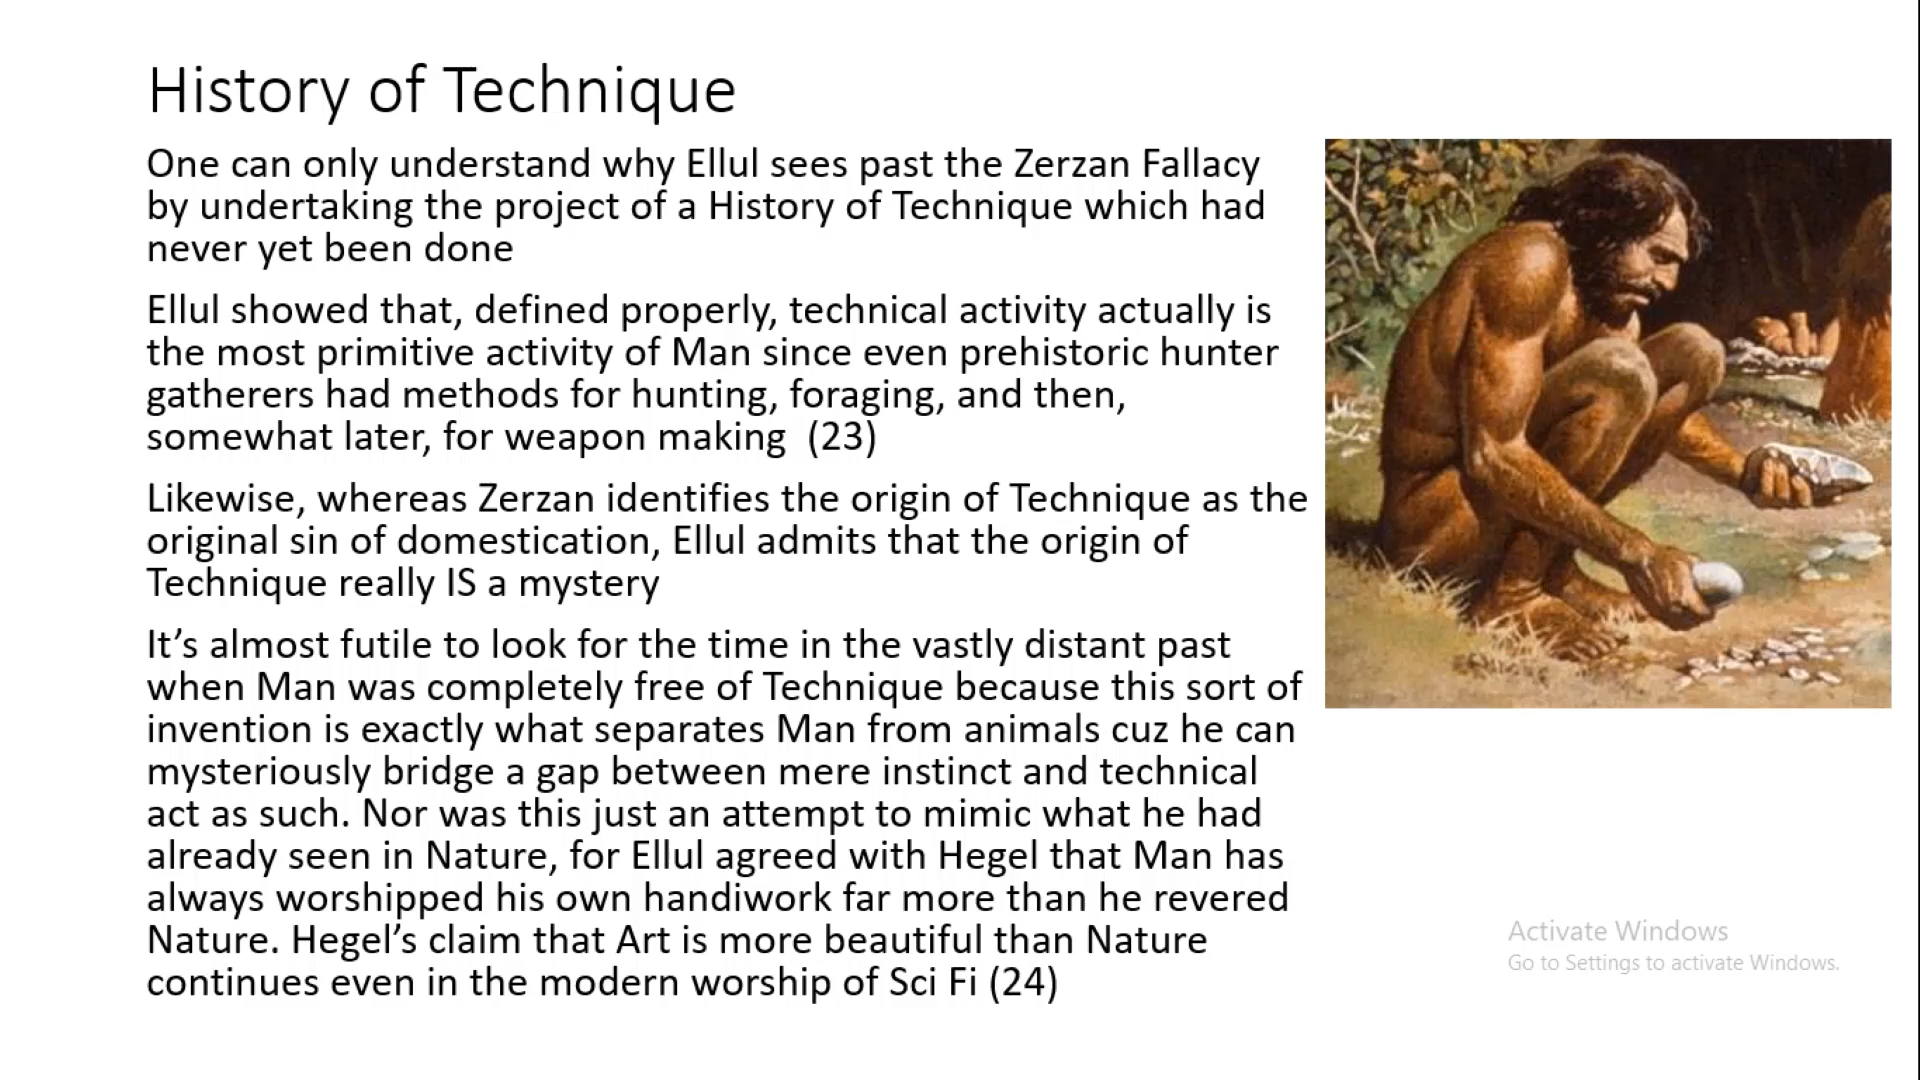 History of Technique
One can only understand why Ellul sees past the Zerzan Fallacy
by undertaking the project of a History of Technique which had
never yet been done
Ellul showed that, defined properly, technical activity actually is
the most primitive activity of Man since even prehistoric hunter
gatherers had methods for hunting, foraging, and then,
somewhat later, for weapon making  (23)
Likewise, whereas Zerzan identifies the origin of Technique as the
original sin of domestication, Ellul admits that the origin of
Technique really IS a mystery
It’s almost futile to look for the time in the vastly distant past
when Man was completely free of Technique because this sort of
invention is exactly what separates Man from animals cuz he can
mysteriously bridge a gap between mere instinct and technical
act as such. Nor was this just an attempt to mimic what he had
already seen in Nature, for Ellul agreed with Hegel that Man has
always worshipped his own handiwork far more than he revered
Nature. Hegel’s claim that Art is more beautiful than Nature
continues even in the modern worship of Sci Fi (24)
Activate Windows
Go to Settings to activate Windows.